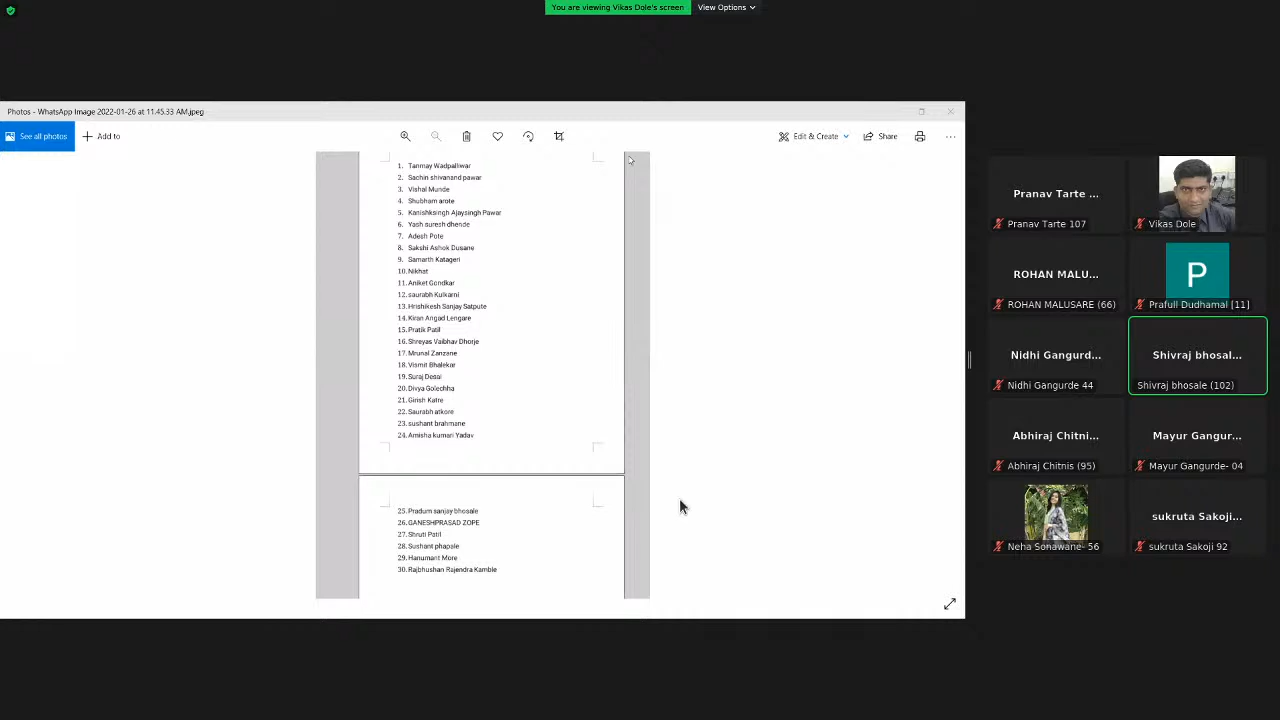 You are viewing Vikas Dole's screen
View Options
Photos - WhatsApp Image 2022-01-26 at 11.45.33 AM.jpeg
See all photos
Add to
Edit & Create
Share
1. Tanmay Wadpalliwar
2. Sachin shivanand pawar
3. Vishal Munde
4. Shubham arote
5. Kanishksingh Ajaysingh Pawar
6. Yash suresh dhende
7. Adesh Pote
8. Sakshi Ashok Dusane
9. Samarth Katageri
10. Nikhat
11. Aniket Gondkar
12. saurabh Kulkarni
13. Hrishikesh Sanjay Satpute
14. Kiran Angad Lengare
15. Pratik Patil
16. Shreyas Vaibhav Dhorje
17. Mrunal Zanzane
18. Vismit Bhalekar
19. Suraj Desai
20. Divya Golechha
21. Girish Katre
22. Saurabh atkore
23. sushant brahmane
24. Amisha kumari Yadav
25. Pradum sanjay bhosale
26. GANESHPRASAD ZOPE
27. Shruti Patil
28. Sushant phapale
29. Hanumant More
30. Rajbhushan Rajendra Kamble
Pranav Tarte ...
Pranav Tarte 107
Vikas Dole
ROHAN MALU...
ROHAN MALUSARE (66)
P
Prafull Dudhamal [11]
Nidhi Gangurd...
Nidhi Gangurde 44
Shivraj bhosal...
Shivraj bhosale (102)
Abhiraj Chitni...
Abhiraj Chitnis (95)
Mayur Gangur...
Mayur Gangurde- 04
Neha Sonawane- 56
sukruta Sakoji...
sukruta Sakoji 92